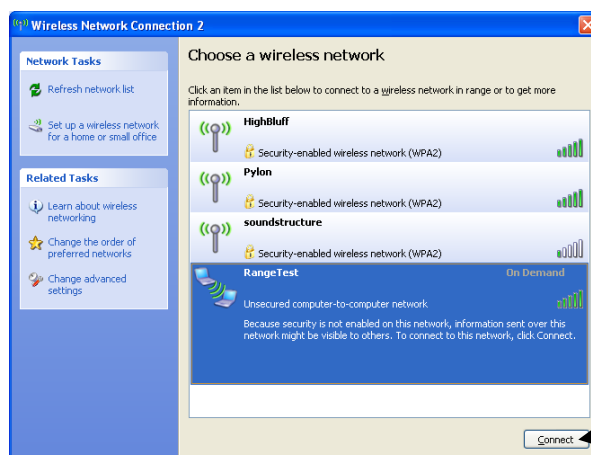 Wireless Network Connection 2
Network Tasks
Refresh network list
Set up a wireless network
for a home or small office
Related Tasks
Learn about wireless
networking
Change the order of
preferred networks
Change advanced
settings
Choose a wireless network
Click an item in the list below to connect to a wireless network in range or to get more
information.
HighBluff
Security-enabled wireless network (WPA2)
Pylon
Security-enabled wireless network (WPA2)
soundstructure
Security-enabled wireless network (WPA2)
RangeTest On Demand
Unsecured computer-to-computer network
Because security is not enabled on this network, information sent over this
network might be visible to others. To connect to this network, click Connect.
Connect